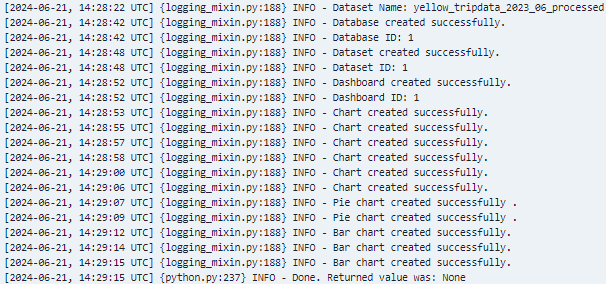 [2024-06-21, 14:28:22 UTC] {logging_mixin.py:188} INFO - Dataset Name: yellow_tripdata_2023_06_processed
[2024-06-21, 14:28:42 UTC] {logging_mixin.py:188} INFO - Database created successfully.
[2024-06-21, 14:28:42 UTC] {logging_mixin.py:188} INFO - Database ID: 1
[2024-06-21, 14:28:48 UTC] {logging_mixin.py:188} INFO - Dataset created successfully.
[2024-06-21, 14:28:48 UTC] {logging_mixin.py:188} INFO - Dataset ID: 1
[2024-06-21, 14:28:52 UTC] {logging_mixin.py:188} INFO - Dashboard created successfully.
[2024-06-21, 14:28:52 UTC] {logging_mixin.py:188} INFO - Dashboard ID: 1
[2024-06-21, 14:28:53 UTC] {logging_mixin.py:188} INFO - Chart created successfully.
[2024-06-21, 14:28:55 UTC] {logging_mixin.py:188} INFO - Chart created successfully.
[2024-06-21, 14:28:57 UTC] {logging_mixin.py:188} INFO - Chart created successfully.
[2024-06-21, 14:28:58 UTC] {logging_mixin.py:188} INFO - Chart created successfully.
[2024-06-21, 14:29:00 UTC] {logging_mixin.py:188} INFO - Chart created successfully.
[2024-06-21, 14:29:06 UTC] {logging_mixin.py:188} INFO - Chart created successfully.
[2024-06-21, 14:29:07 UTC] {logging_mixin.py:188} INFO - Pie chart created successfully .
[2024-06-21, 14:29:09 UTC] {logging_mixin.py:188} INFO - Pie chart created successfully .
[2024-06-21, 14:29:12 UTC] {logging_mixin.py:188} INFO - Bar chart created successfully.
[2024-06-21, 14:29:14 UTC] {logging_mixin.py:188} INFO - Bar chart created successfully.
[2024-06-21, 14:29:15 UTC] {logging_mixin.py:188} INFO - Bar chart created successfully.
[2024-06-21, 14:29:15 UTC] {python.py:237} INFO - Done. Returned value was: None